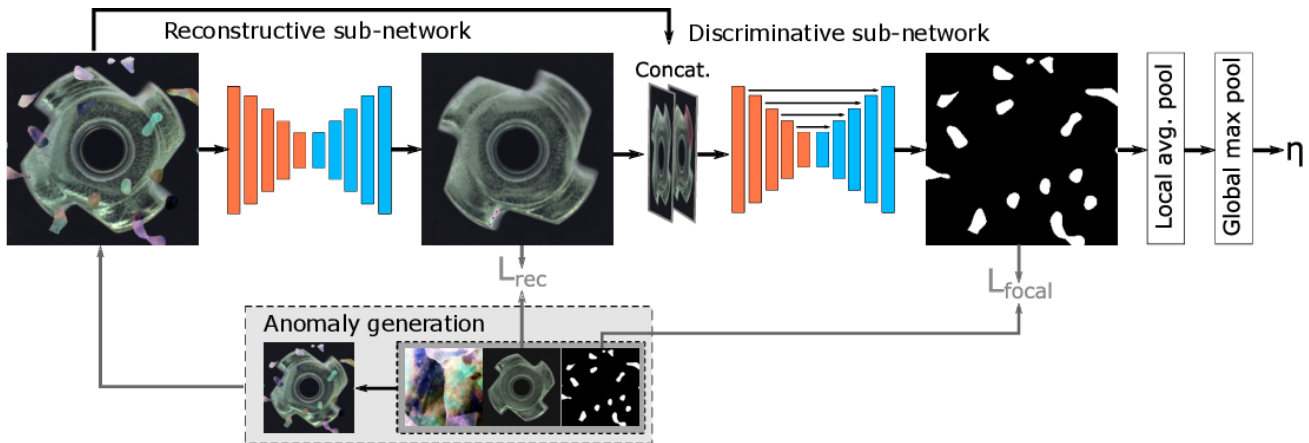 Reconstructive sub-network
Discriminative sub-network
Concat.
Local avg. pool
Global max pool
η
Lrec
Lfocal
Anomaly generation